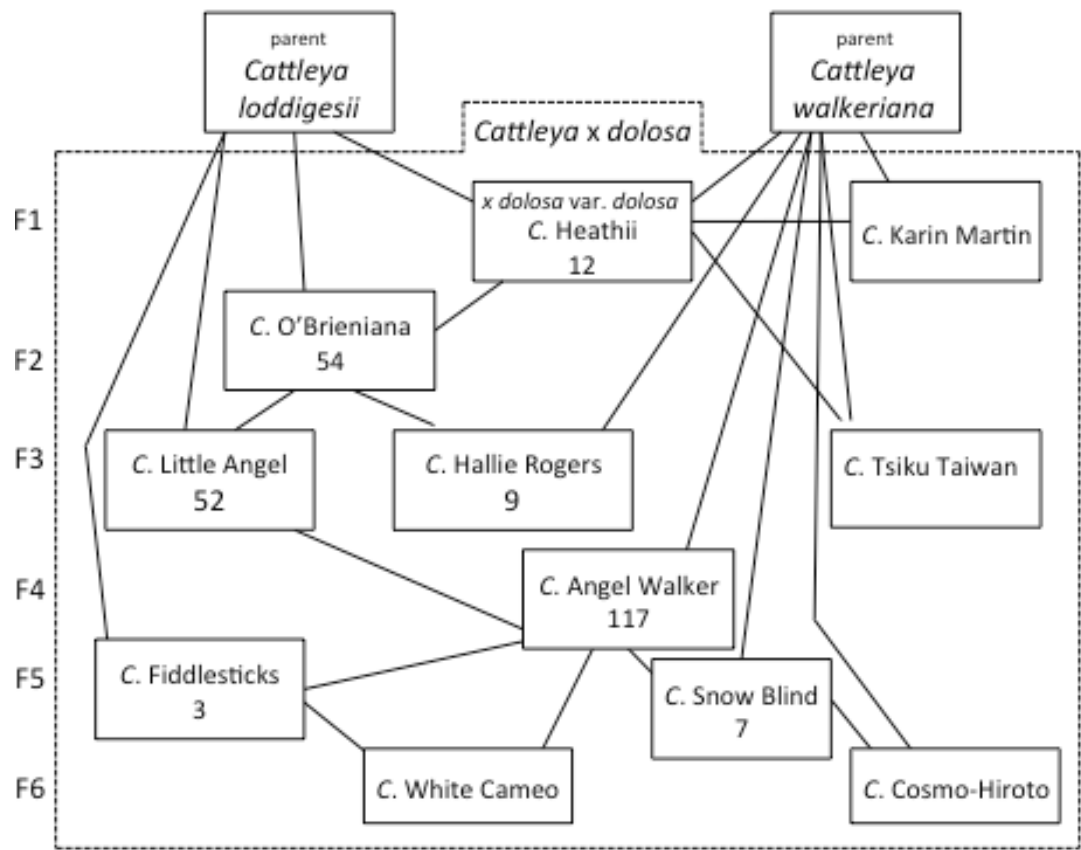 parent
Cattleya
loddigesii
parent
Cattleya
walkeriana
Cattleya x dolosa
F1
x dolosa var. dolosa
C. Heathii
12
C. Karin Martin
F2
C. O’Brieniana
54
F3
C. Little Angel
52
C. Hallie Rogers
9
C. Tsiku Taiwan
F4
C. Angel Walker
117
F5
C. Fiddlesticks
3
C. Snow Blind
7
F6
C. White Cameo
C. Cosmo-Hiroto